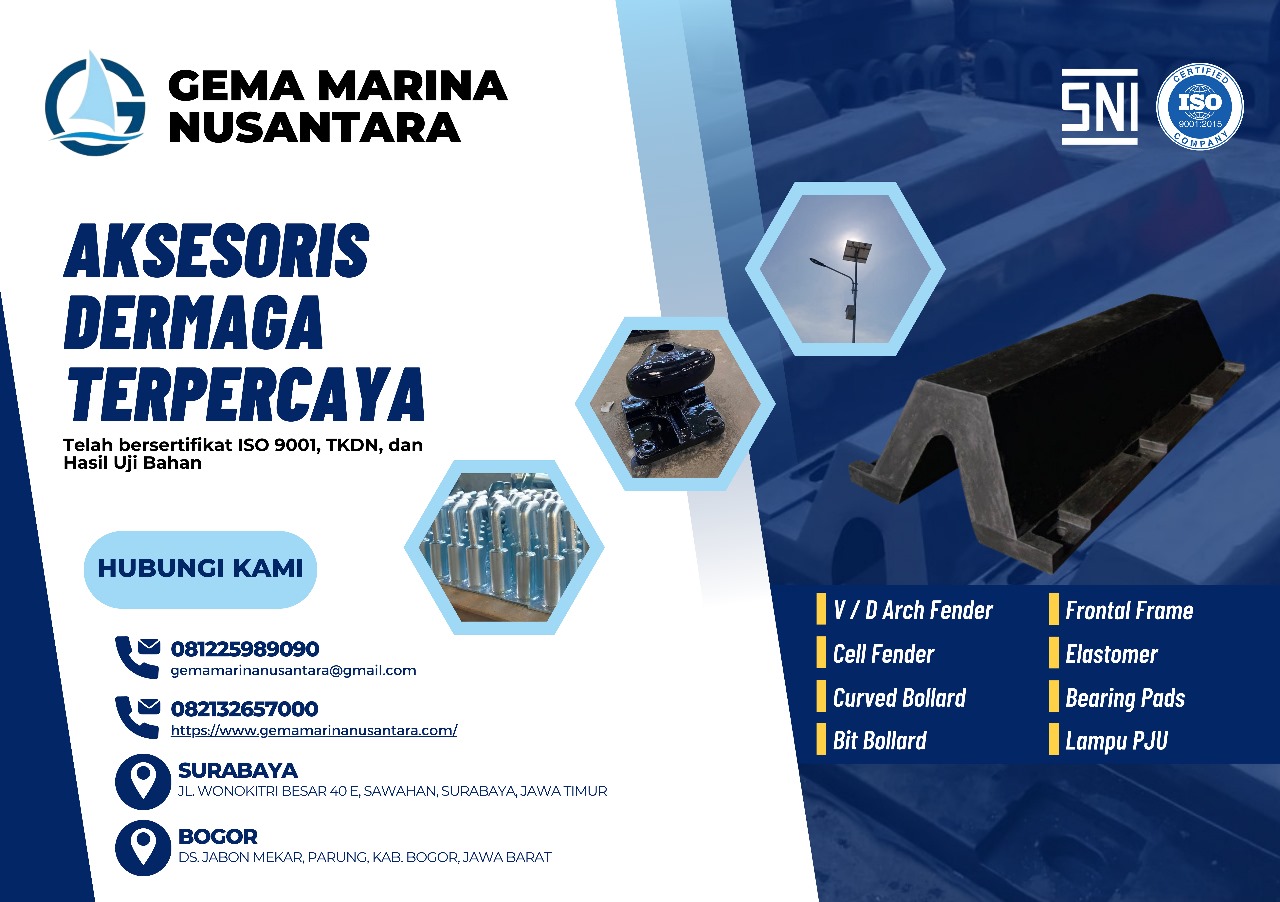 GEMA MARINA
NUSANTARA
SNI
CERTIFIED
ISO
9001:2015
COMPANY
AKSESORIS
DERMAGA
TERPERCAYA
Telah bersertifikat ISO 9001, TKDN, dan
Hasil Uji Bahan
HUBUNGI KAMI
081225989090
gemamarinanusantara@gmail.com
082132657000
https://www.gemamarinanusantara.com/
SURABAYA
JL. WONOKITRI BESAR 40 E, SAWAHAN, SURABAYA, JAWA TIMUR
BOGOR
DS. JABON MEKAR, PARUNG, KAB. BOGOR, JAWA BARAT
V / D Arch Fender
Cell Fender
Curved Bollard
Bit Bollard
Frontal Frame
Elastomer
Bearing Pads
Lampu PJU